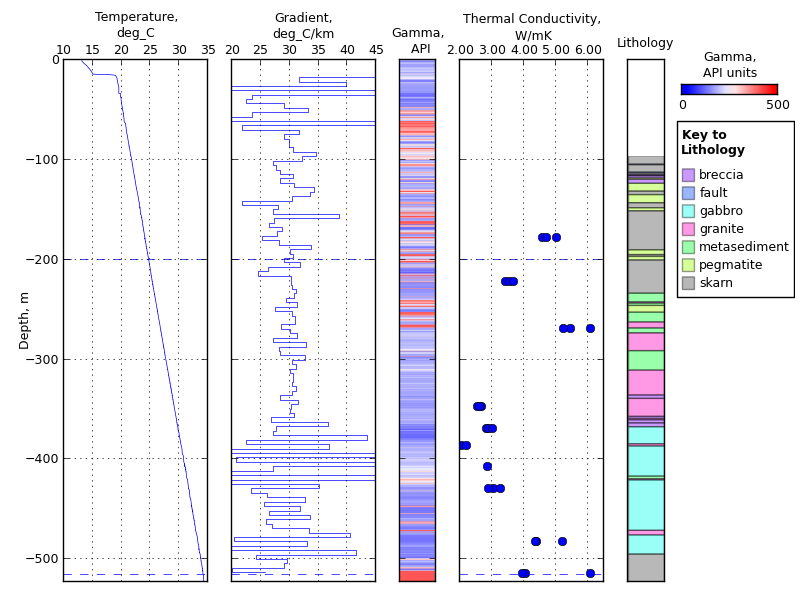 Temperature,
deg_C
10 15 20 25 30 35
Gradient,
deg_C/km
20 25 30 35 40 45
Gamma,
API
Thermal Conductivity,
W/mK
2.00 3.00 4.00 5.00 6.00
Lithology
Gamma,
API units
0 500
Key to
Lithology
breccia
fault
gabbro
granite
metasediment
pegmatite
skarn
Depth, m
0
−100
−200
−300
−400
−500